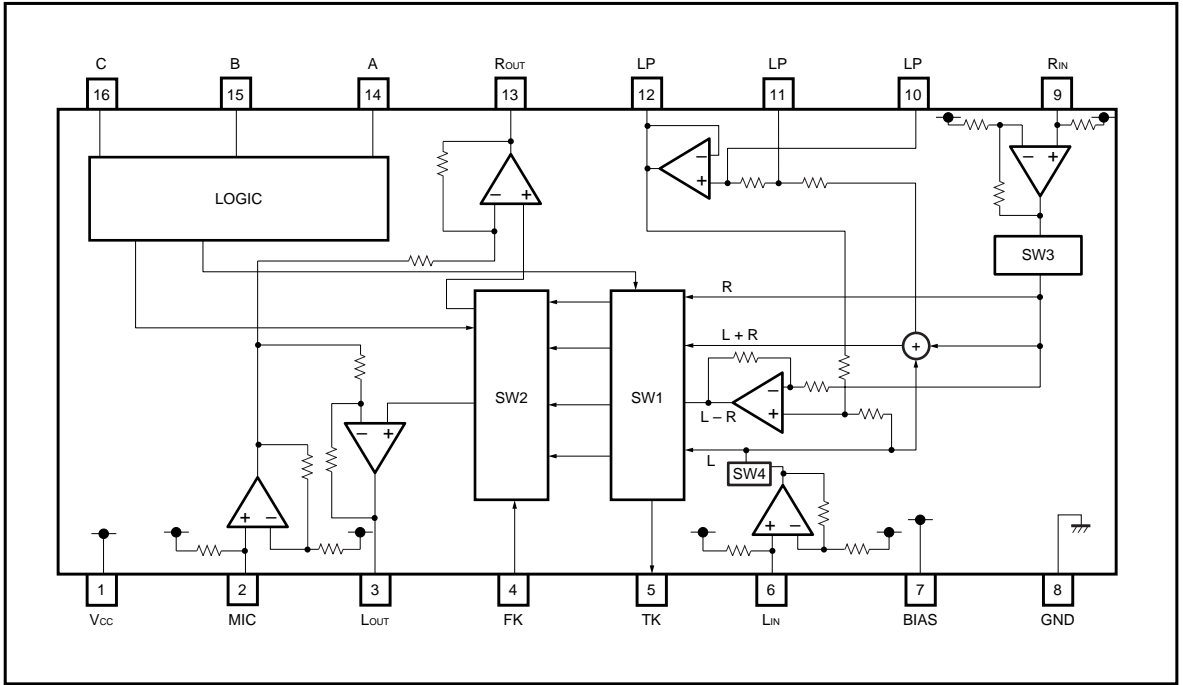 C B A ROUT LP LP LP RIN
16 15 14 13 12 11 10 9
− +
− +
− +
LOGIC
SW3
R
L + R
+
SW2 SW1
− +
L – R
− +
L
SW4
+ −
+ −
1 2 3 4 5 6 7 8
VCC MIC LOUT FK TK LIN BIAS GND